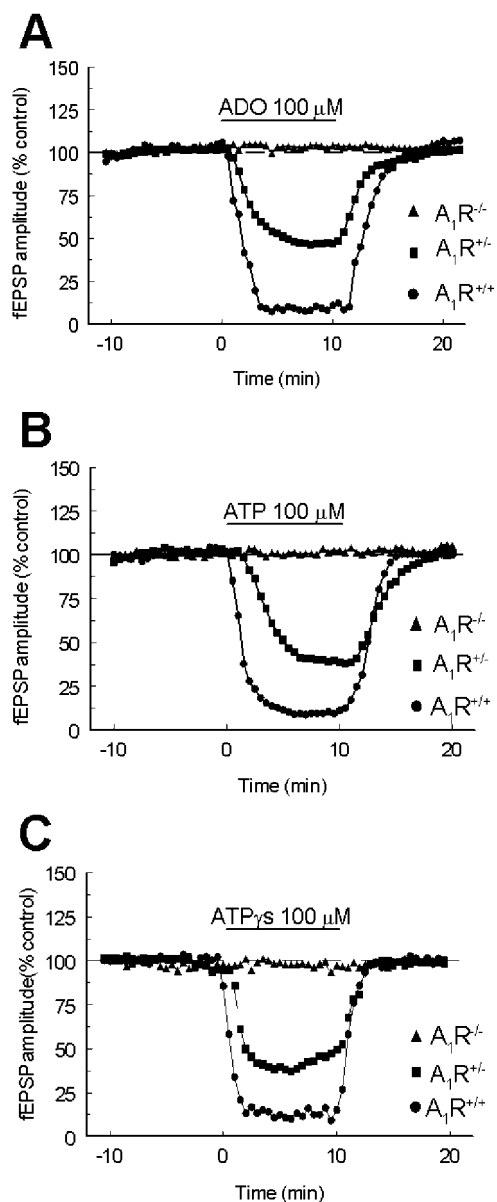 A
150
125
100
75
50
25
0
fEPSP amplitude (% control)
ADO 100 μM
A₁R⁻/⁻
A₁R⁺/⁻
A₁R⁺/⁺
-10
0
10
20
Time (min)
B
150
125
100
75
50
25
0
fEPSP amplitude (% control)
ATP 100 μM
A₁R⁻/⁻
A₁R⁺/⁻
A₁R⁺/⁺
-10
0
10
20
Time (min)
C
150
125
100
75
50
25
0
fEPSP amplitude(% control)
ATPγs 100 μM
A₁R⁻/⁻
A₁R⁺/⁻
A₁R⁺/⁺
-10
0
10
20
Time (min)